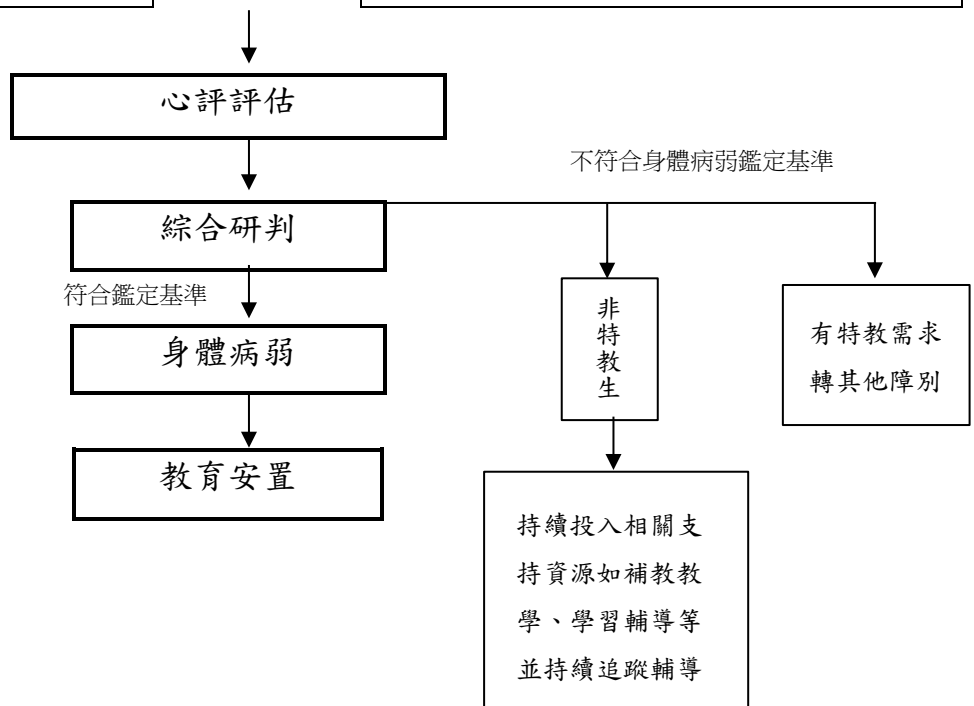 心評評估
不符合身體病弱鑑定基準
綜合研判
符合鑑定基準
身體病弱
教育安置
非
特
教
生
有特教需求
轉其他障別
持續投入相關支
持資源如補教教
學、學習輔導等
並持續追蹤輔導